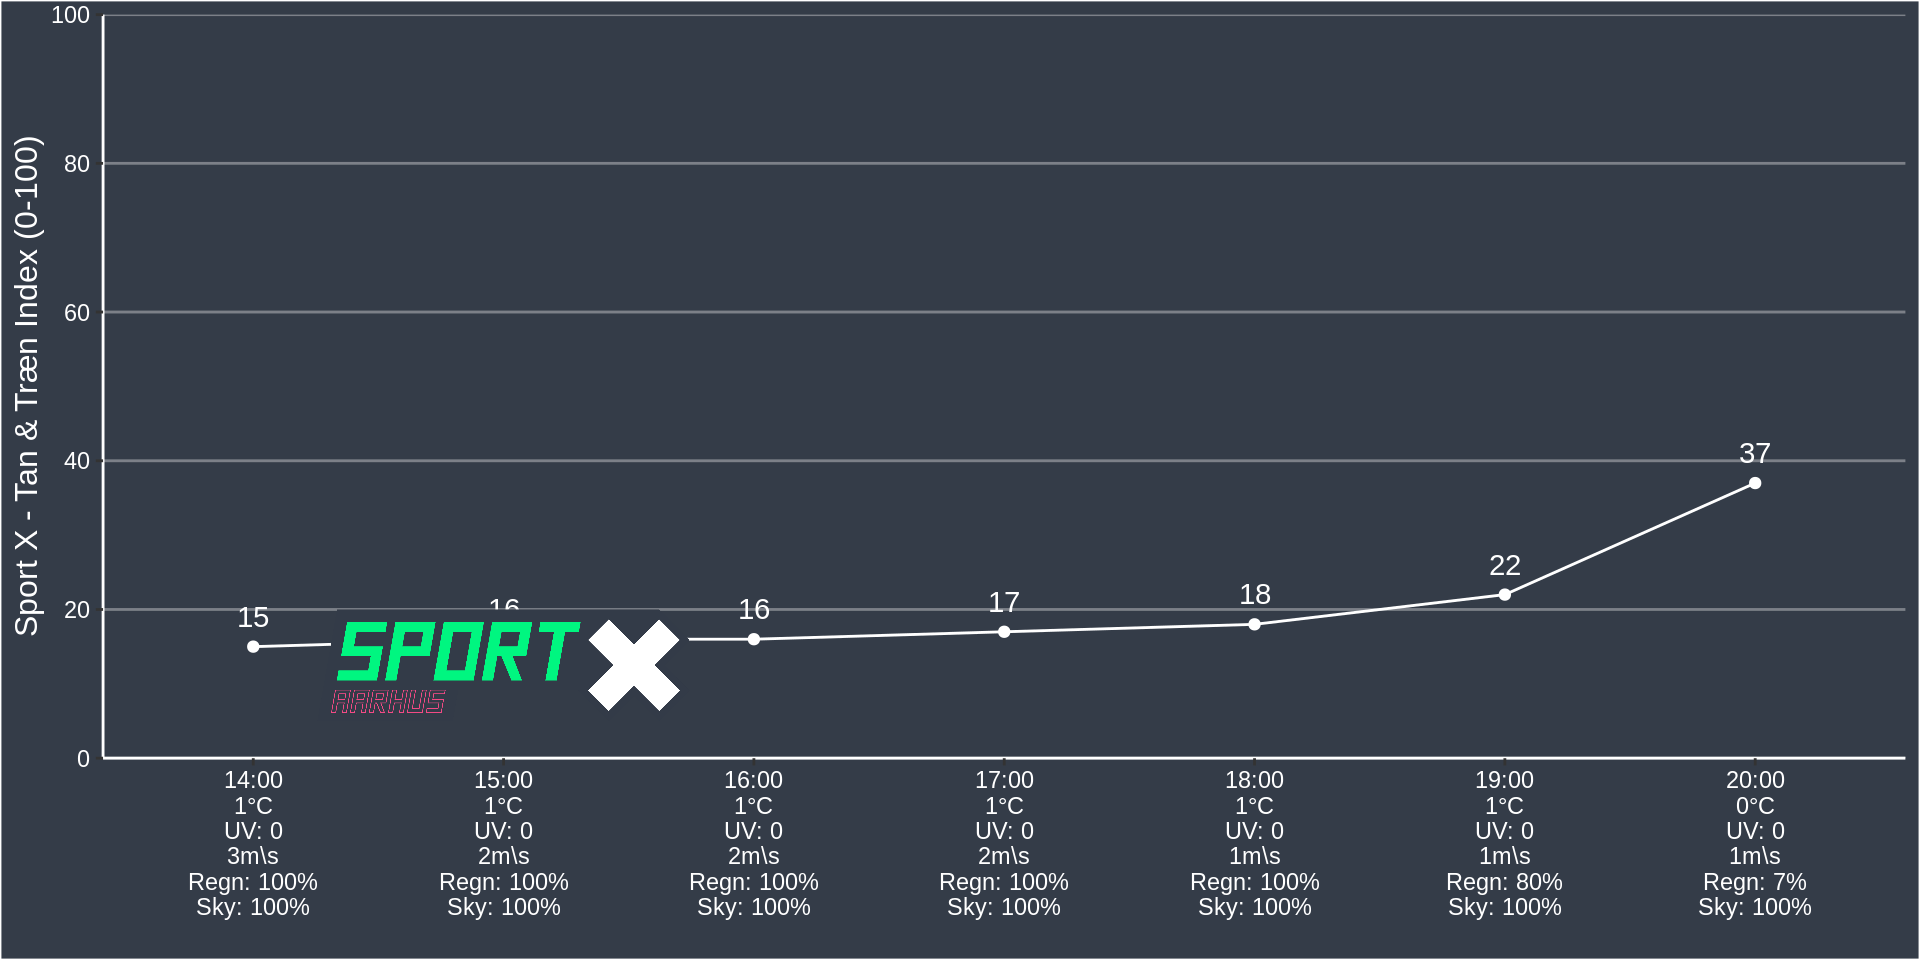 Sport X - Tan & Træn Index (0-100)
100
80
60
40
20
0
15
16
16
17
18
22
37
SPORT X
AARHUS
14:00 15:00 16:00 17:00 18:00 19:00 20:00
1°C 1°C 1°C 1°C 1°C 1°C 0°C
UV: 0 UV: 0 UV: 0 UV: 0 UV: 0 UV: 0 UV: 0
3m\s 2m\s 2m\s 2m\s 1m\s 1m\s 1m\s
Regn: 100% Regn: 100% Regn: 100% Regn: 100% Regn: 100% Regn: 80% Regn: 7%
Sky: 100% Sky: 100% Sky: 100% Sky: 100% Sky: 100% Sky: 100% Sky: 100%